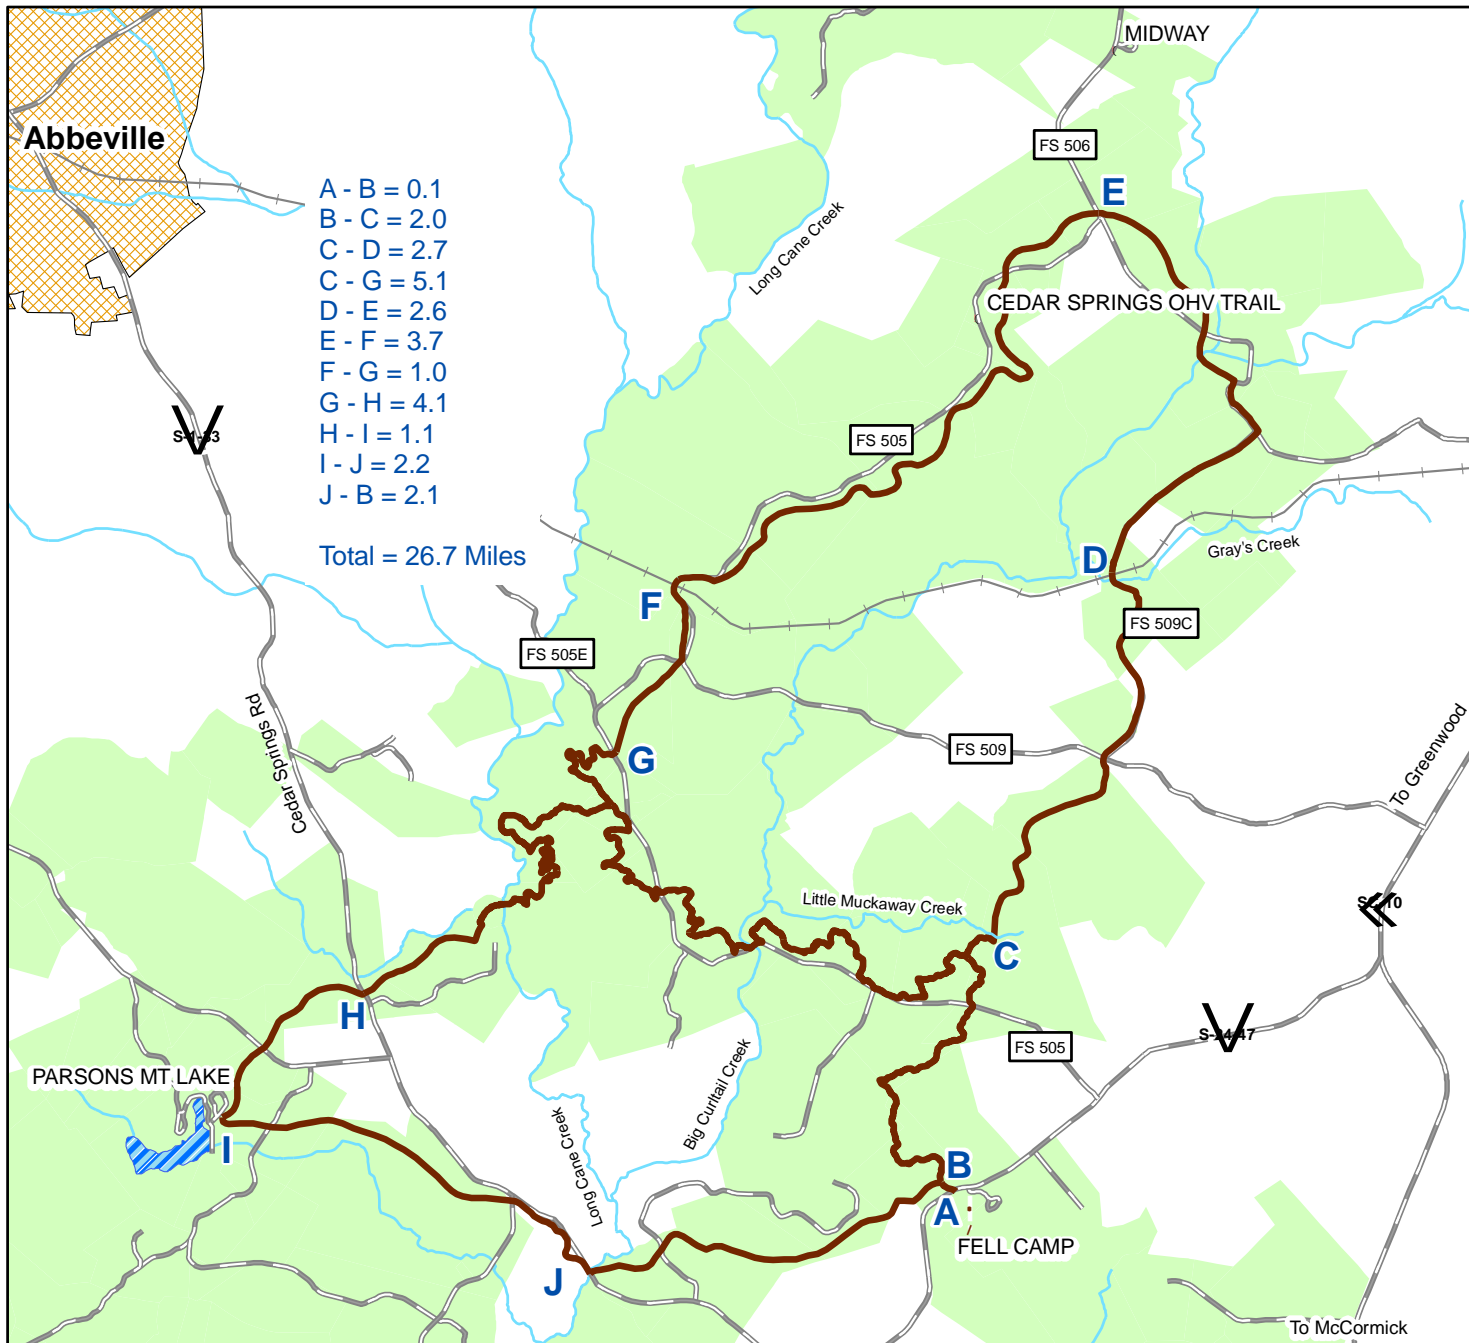 MIDWAY
Abbeville
FS 506
A - B = 0.1
B - C = 2.0
C - D = 2.7
C - G = 5.1
D - E = 2.6
E - F = 3.7
F - G = 1.0
G - H = 4.1
H - I = 1.1
I - J = 2.2
J - B = 2.1
Total = 26.7 Miles
E
Long Cane Creek
CEDAR SPRINGS OHV TRAIL
FS 505
Gray's Creek
D
F
FS 509C
FS 505E
Cedar Springs Rd
G
FS 509
To Greenwood
Little Muckaway Creek
C
H
FS 505
PARSONS MT LAKE
Big Curltail Creek
Long Cane Creek
I
B
A
FELL CAMP
J
To McCormick